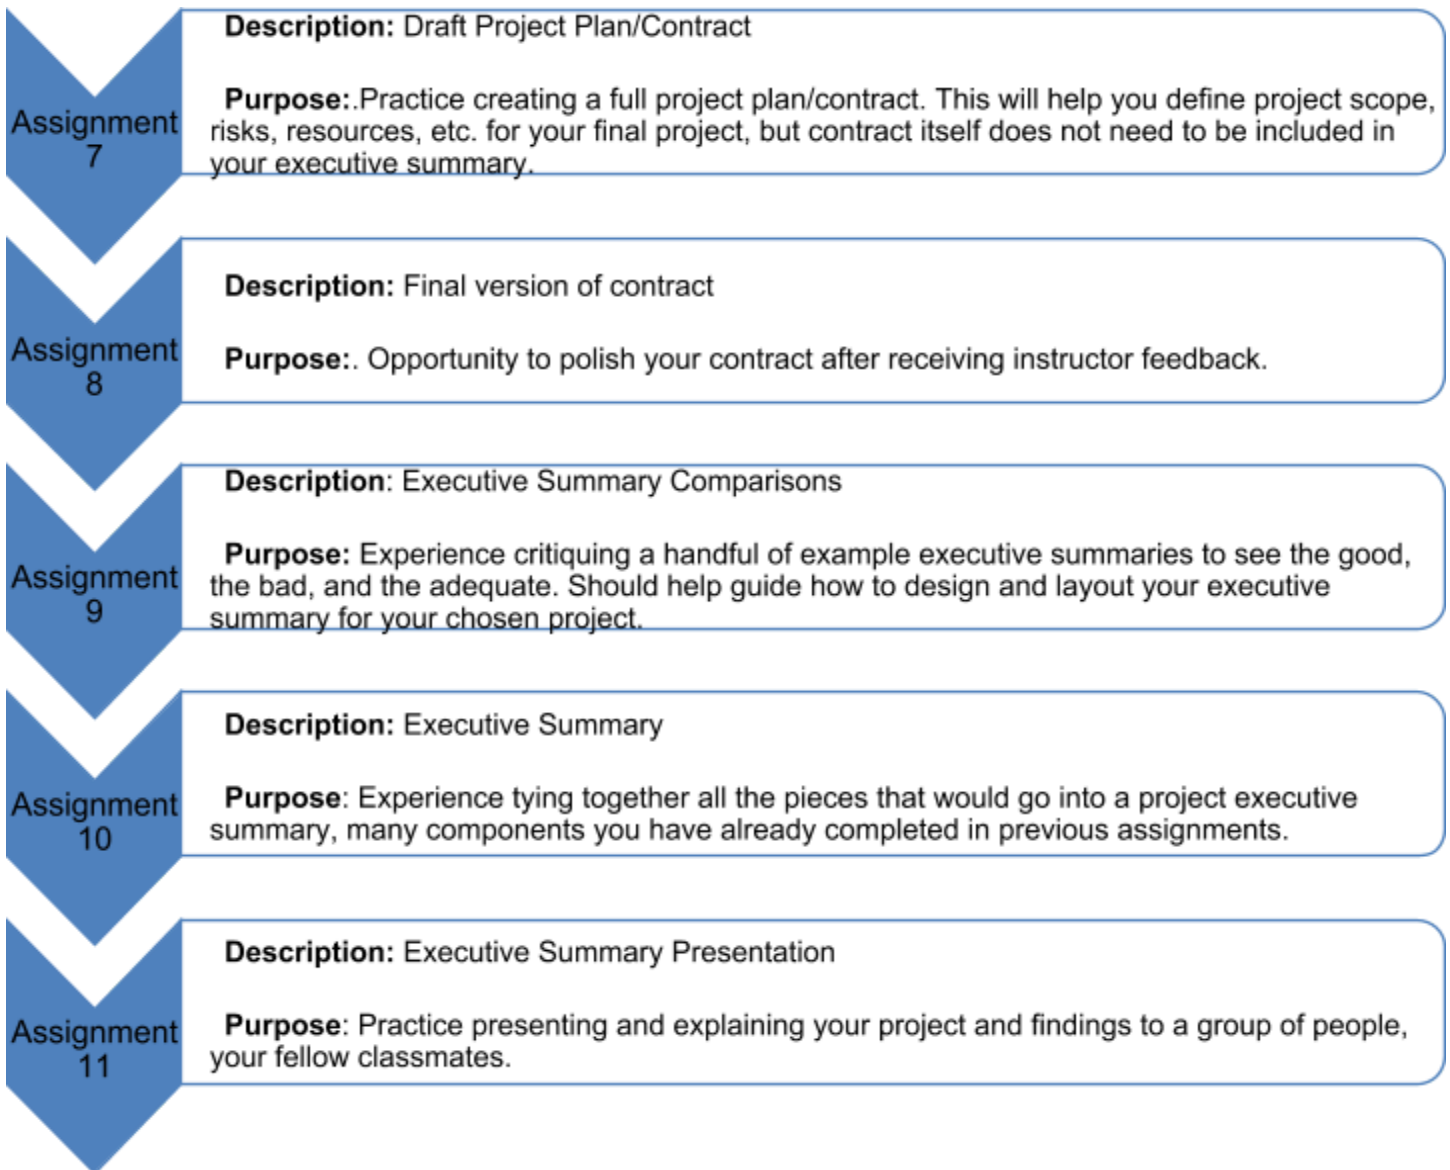 Description: Draft Project Plan/Contract
Assignment
7
Purpose:.Practice creating a full project plan/contract. This will help you define project scope,
risks, resources, etc. for your final project, but contract itself does not need to be included in
your executive summary.
Assignment
8
Description: Final version of contract
Purpose:. Opportunity to polish your contract after receiving instructor feedback.
Assignment
9
Description: Executive Summary Comparisons
Purpose: Experience critiquing a handful of example executive summaries to see the good,
the bad, and the adequate. Should help guide how to design and layout your executive
summary for your chosen project.
Assignment
10
Description: Executive Summary
Purpose: Experience tying together all the pieces that would go into a project executive
summary, many components you have already completed in previous assignments.
Assignment
11
Description: Executive Summary Presentation
Purpose: Practice presenting and explaining your project and findings to a group of people,
your fellow classmates.